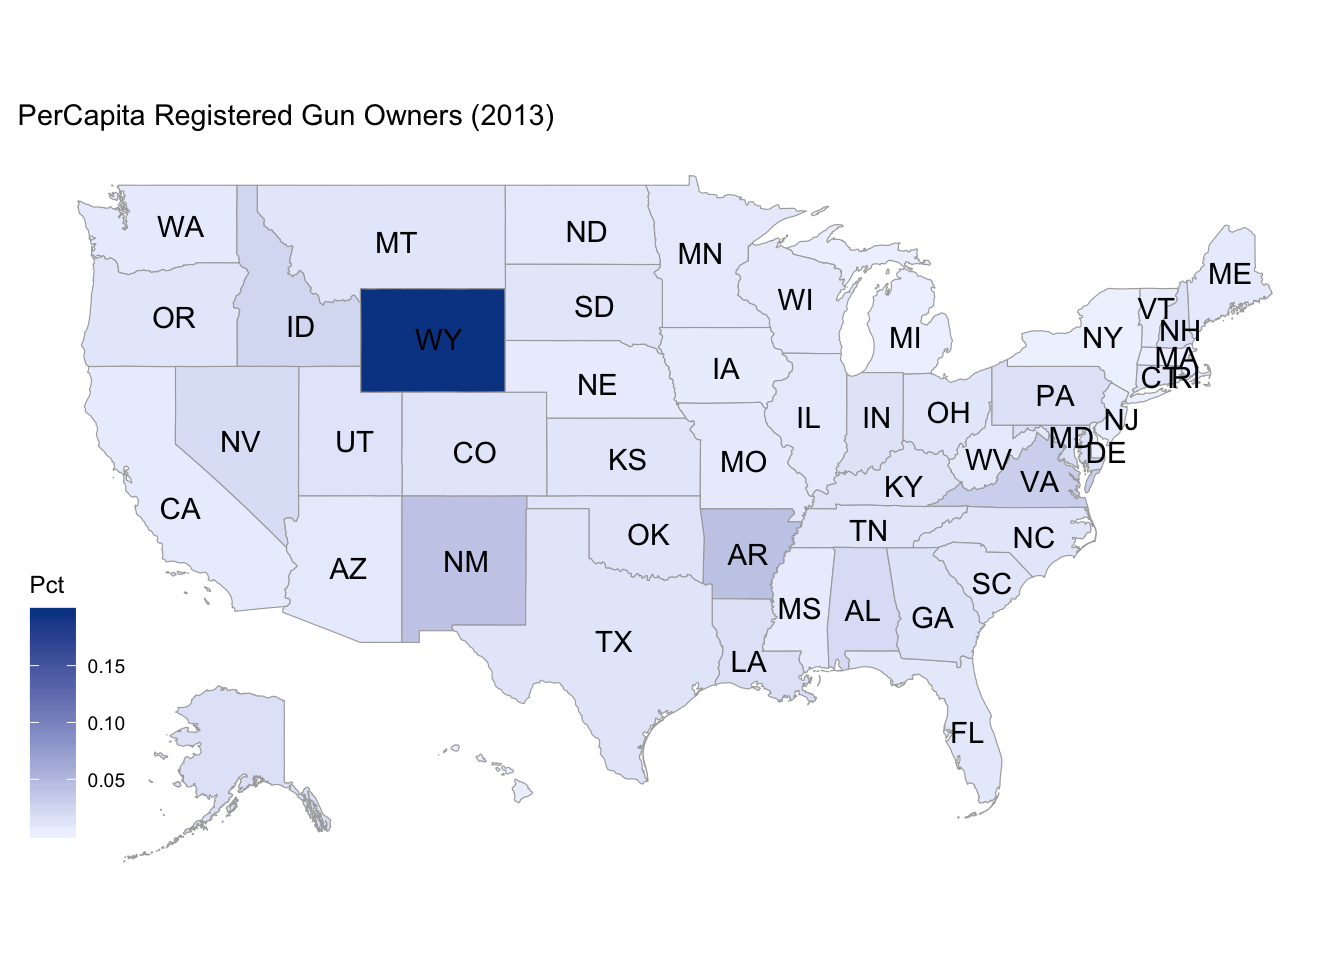 PerCapita Registered Gun Owners (2013)
WA
MT
ND
MN
ME
OR
ID
WY
SD
WI
MI
VT
NH
NY
MA
CT
RI
NV
UT
CO
NE
IA
IL
IN
OH
PA
NJ
MD
DE
CA
KS
MO
KY
WV
VA
AZ
NM
OK
AR
TN
NC
TX
LA
MS
AL
GA
SC
FL
Pct
0.15
0.10
0.05